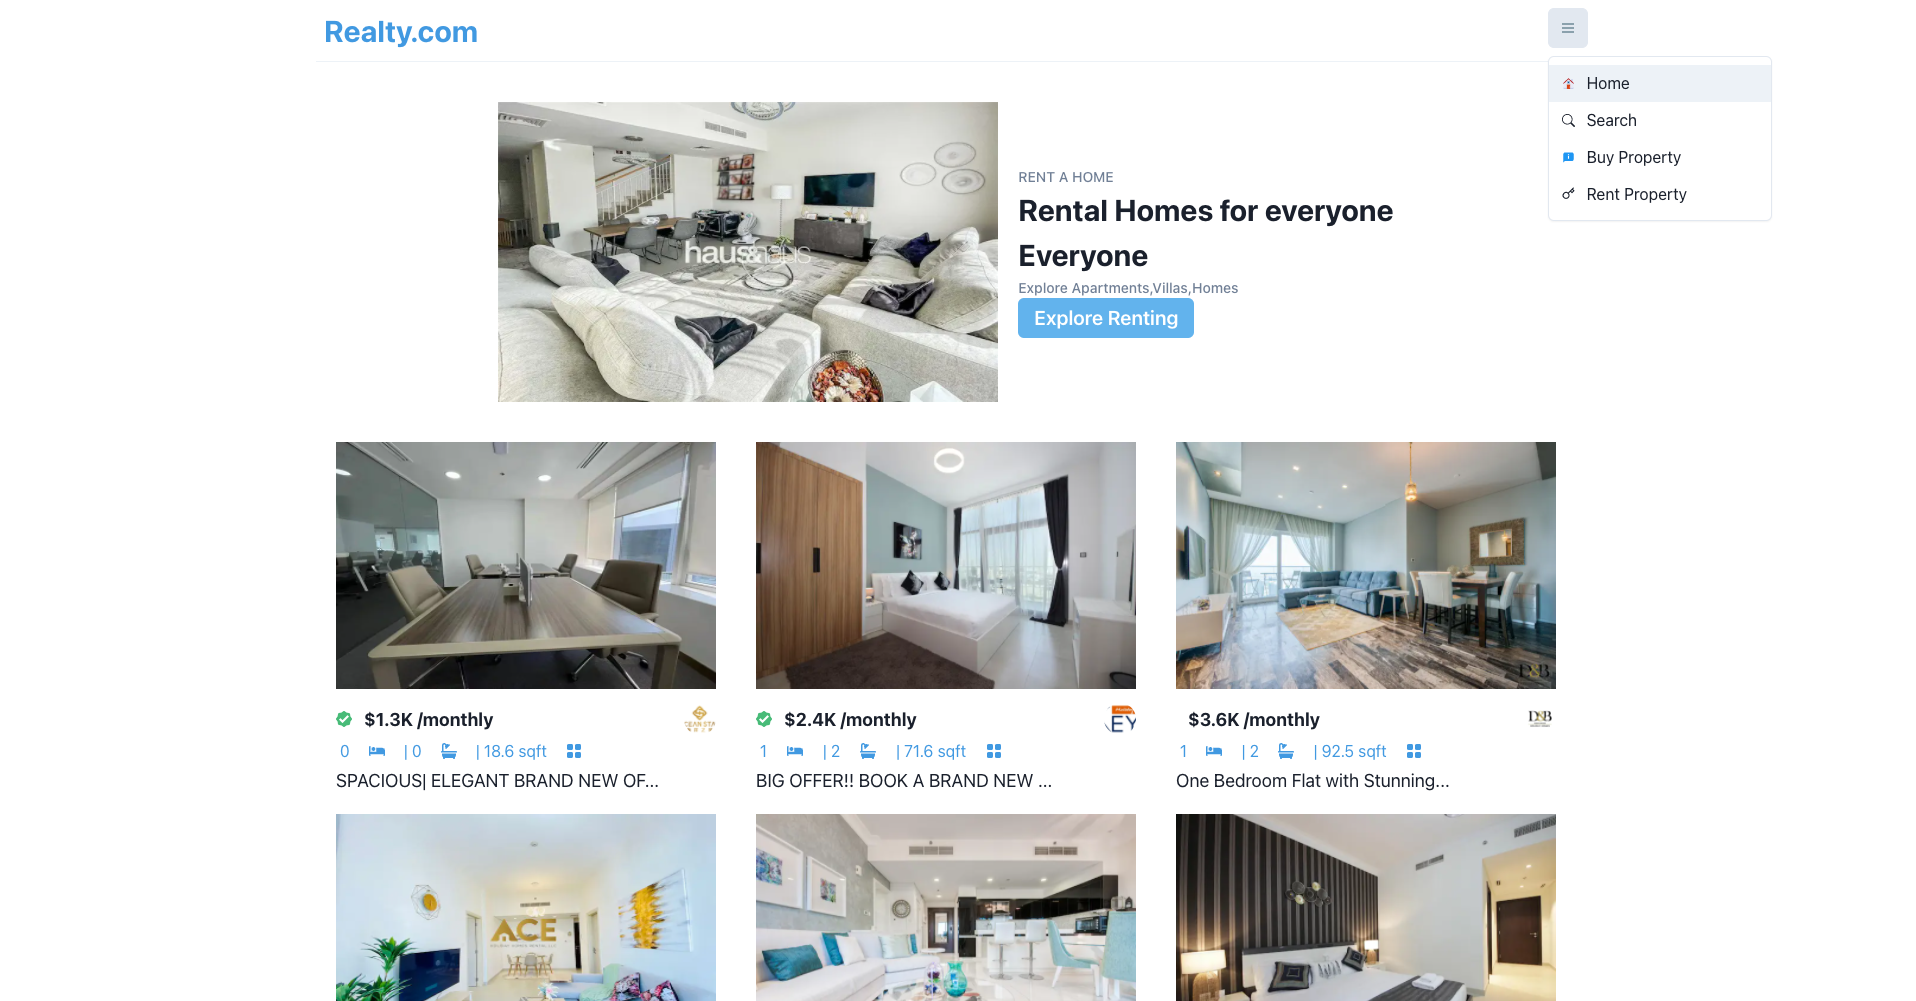 Realty.com
Home
Search
Buy Property
Rent Property
haus&haus
RENT A HOME
Rental Homes for everyone
Everyone
Explore Apartments,Villas,Homes
Explore Renting
D&B
$1.3K /monthly
0 | 0 | 18.6 sqft
SPACIOUS| ELEGANT BRAND NEW OF...
$2.4K /monthly
EY
1 | 2 | 71.6 sqft
BIG OFFER!! BOOK A BRAND NEW ...
$3.6K /monthly
D&B
1 | 2 | 92.5 sqft
One Bedroom Flat with Stunning...
ACE